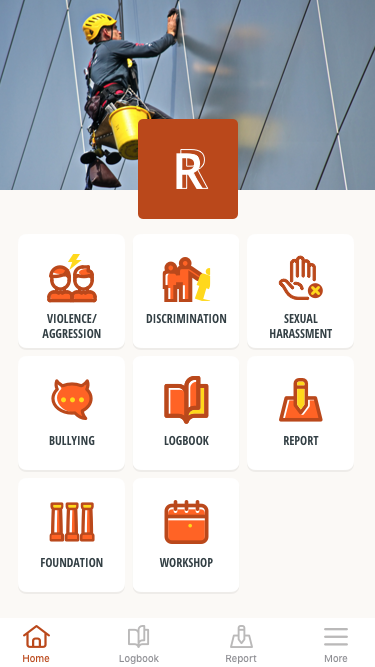 R
VIOLENCE/
AGGRESSION
DISCRIMINATION
SEXUAL
HARASSMENT
BULLYING
LOGBOOK
REPORT
FOUNDATION
WORKSHOP
Home
Logbook
Report
More